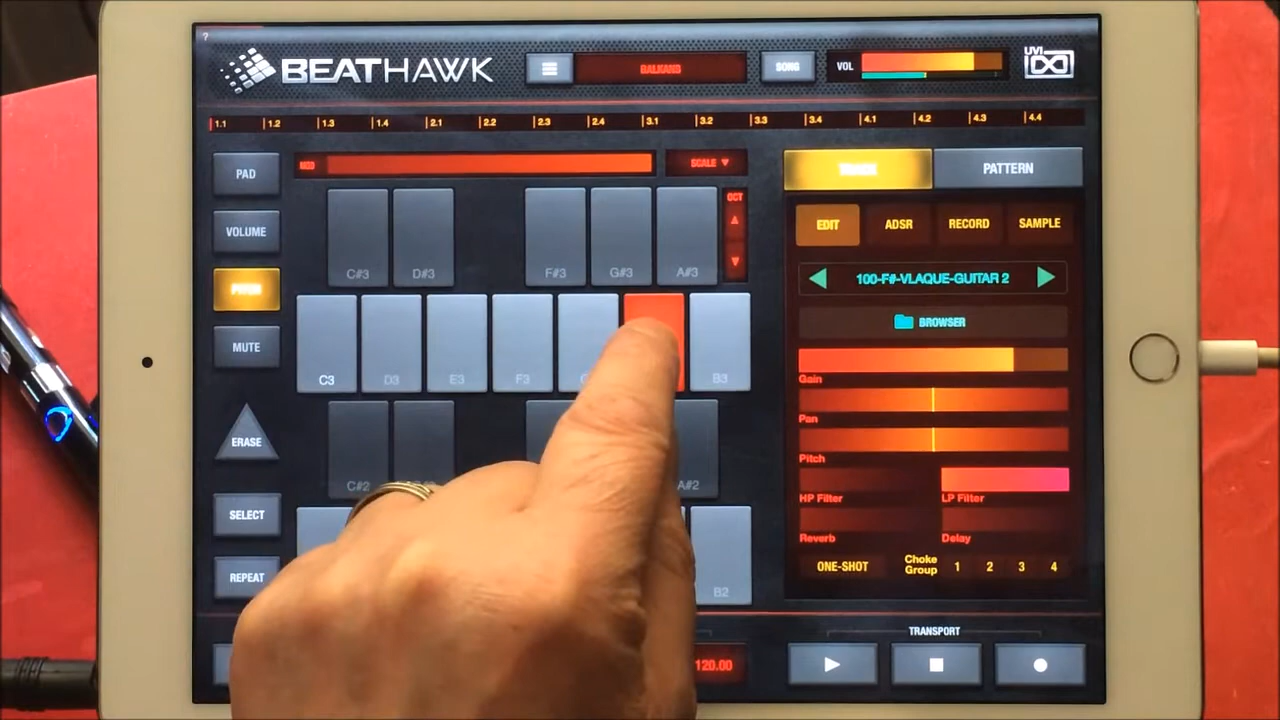 ?
BEATHAWK
BALKAND
SONG
VOL
UVI
1.1 1.2 1.3 1.4 2.1 2.2 2.3 2.4 3.1 3.2 3.3 3.4 4.1 4.2 4.3 4.4
PAD
MOD
SCALE
PATTERN
C#3 D#3 F#3 G#3 A#3
OCT
VOLUME
EDIT ADSR RECORD SAMPLE
100-F#-VLAQUE-GUITAR 2
BROWSER
MUTE
C3 D3 E3 F3 B3
Gain
Pan
Pitch
ERASE
C#2 A#2
HP Filter LP Filter
SELECT
Reverb Delay
REPEAT
B2
ONE-SHOT
Choke
Group
1 2 3 4
TRANSPORT
120.00